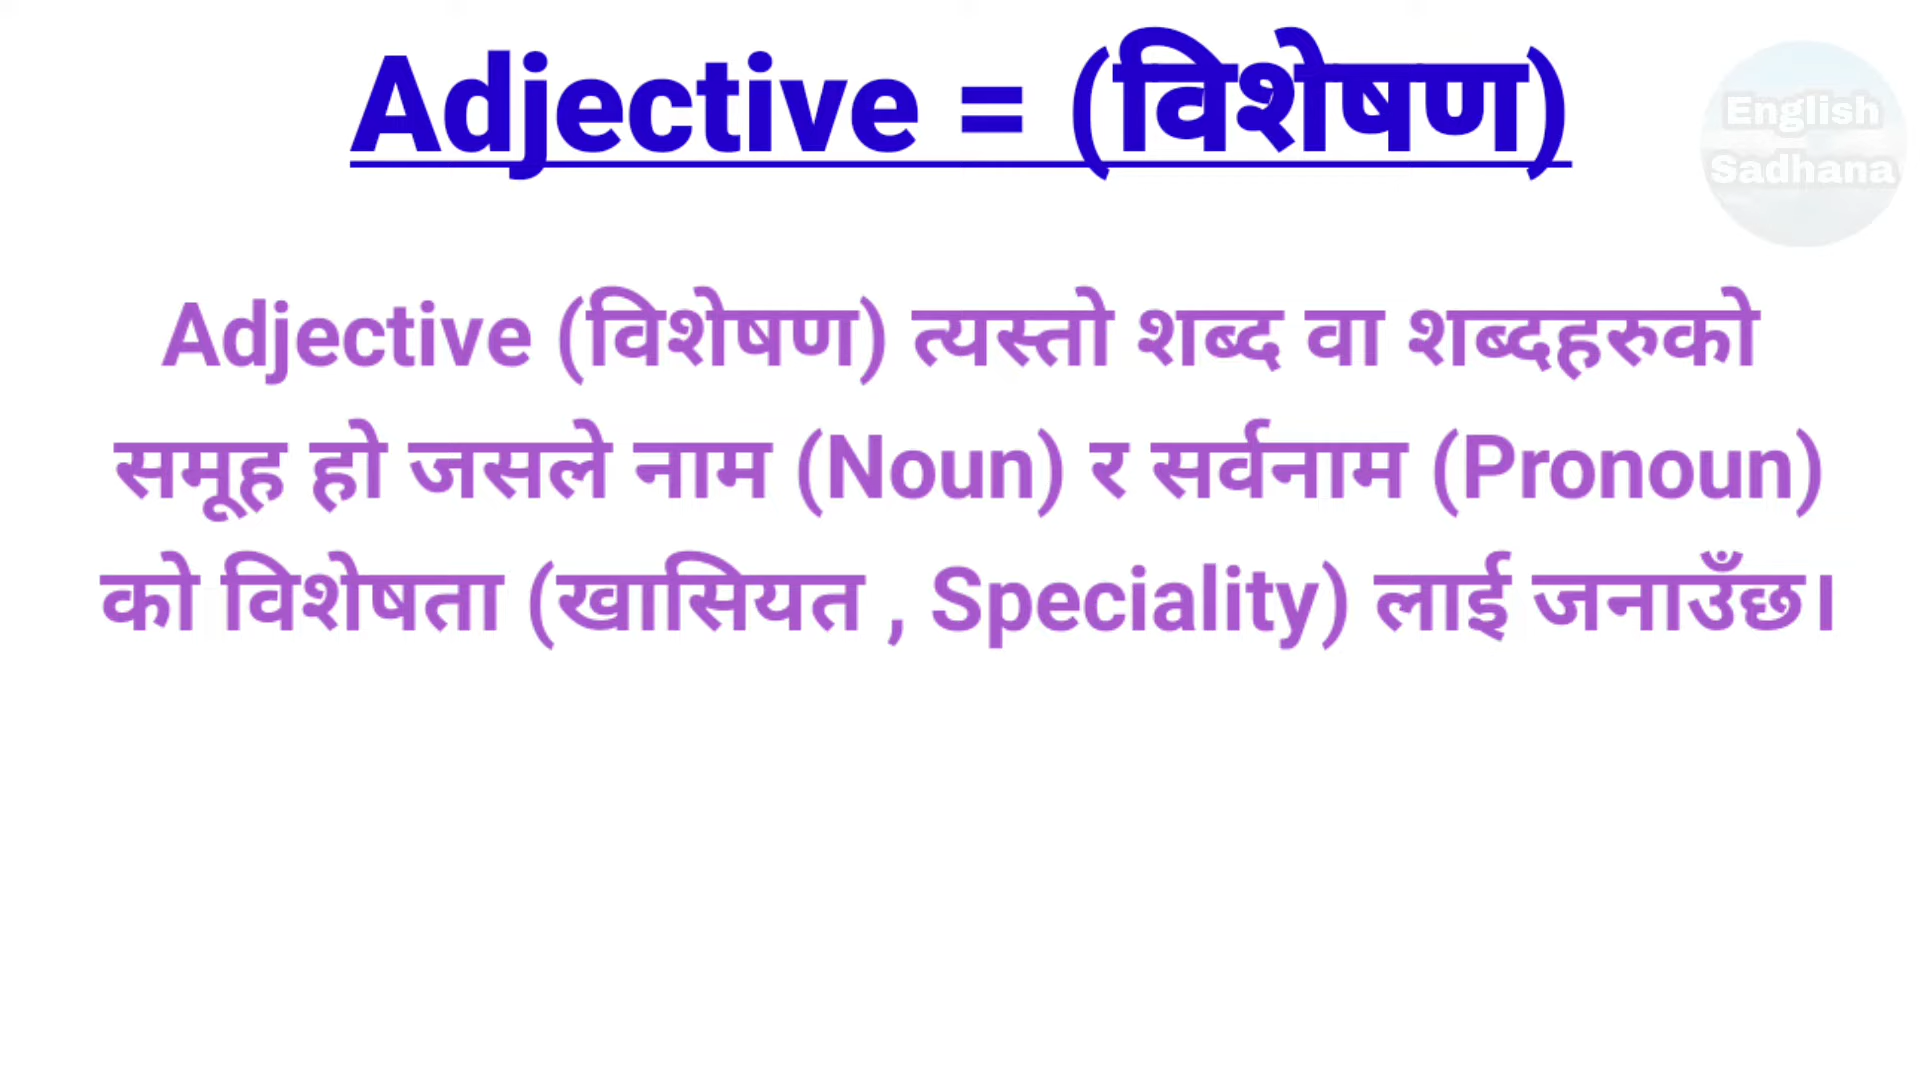 Adjective = (विशेषण)
English
Sadhana
Adjective (विशेषण) त्यस्तो शब्द वा शब्दहरुको
समूह हो जसले नाम (Noun) र सर्वनाम (Pronoun)
को विशेषता (खासियत , Speciality) लाई जनाउँछ।